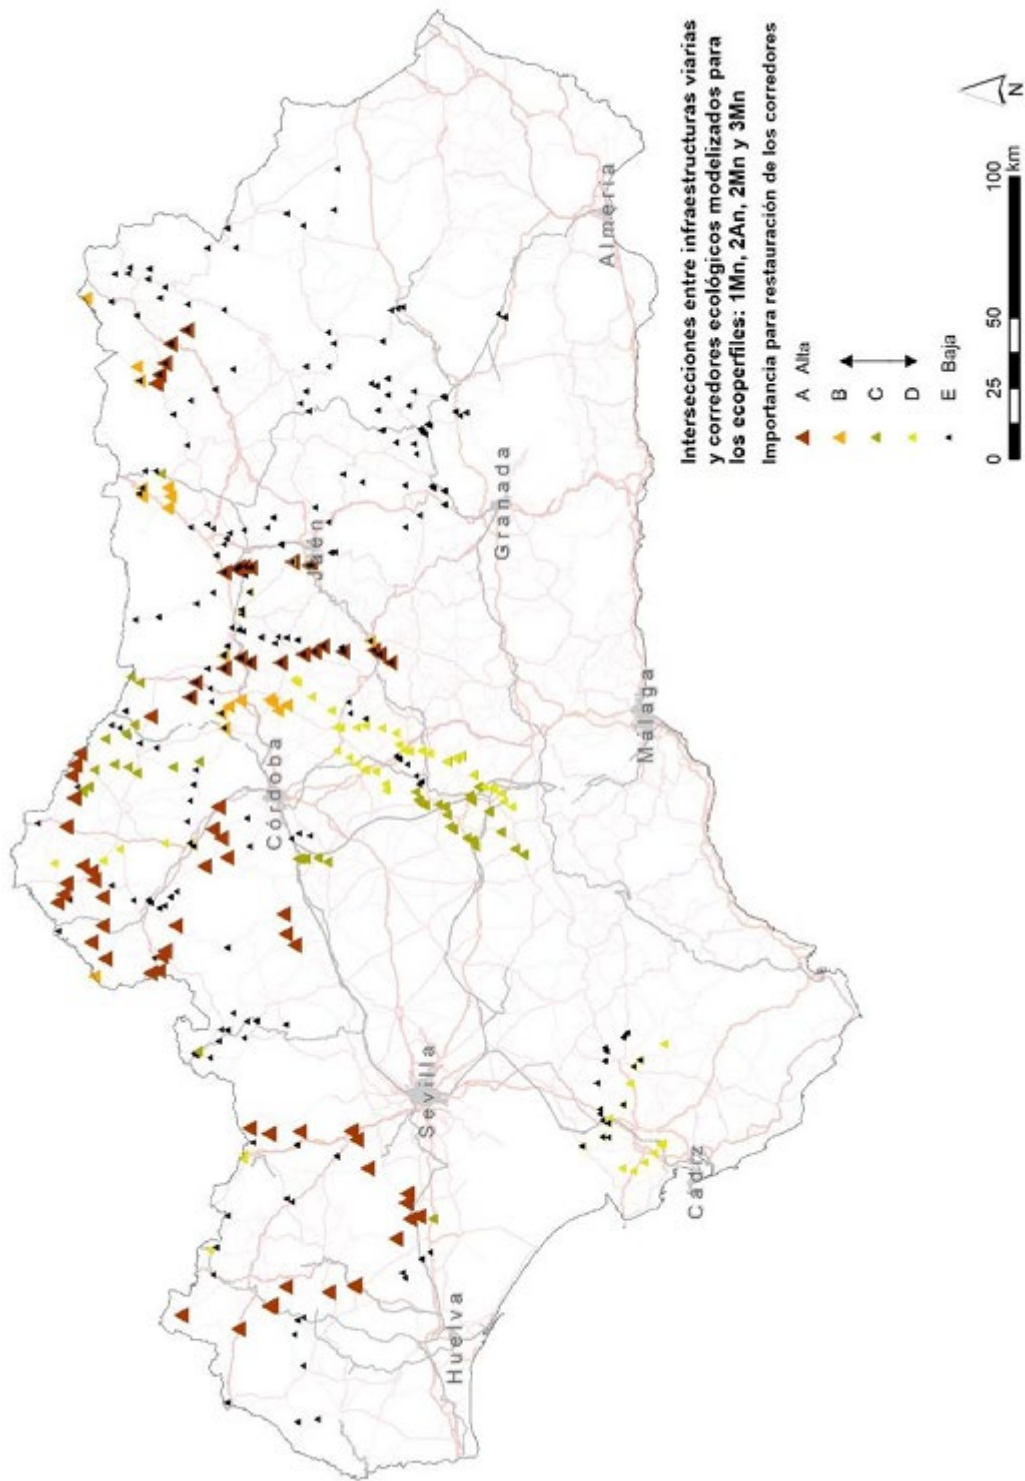 Intersecciones entre infraestructuras viarias
y corredores ecológicos modelizados para
los ecoperfiles: 1Mn, 2An, 2Mn y 3Mn
Importancia para restauración de los corredores
A Alta
B
C
D
E Baja
0 25 50 100
km
N
Córdoba
Jaén
Sevilla
Huelva
Granada
Almería
Málaga
Cádiz